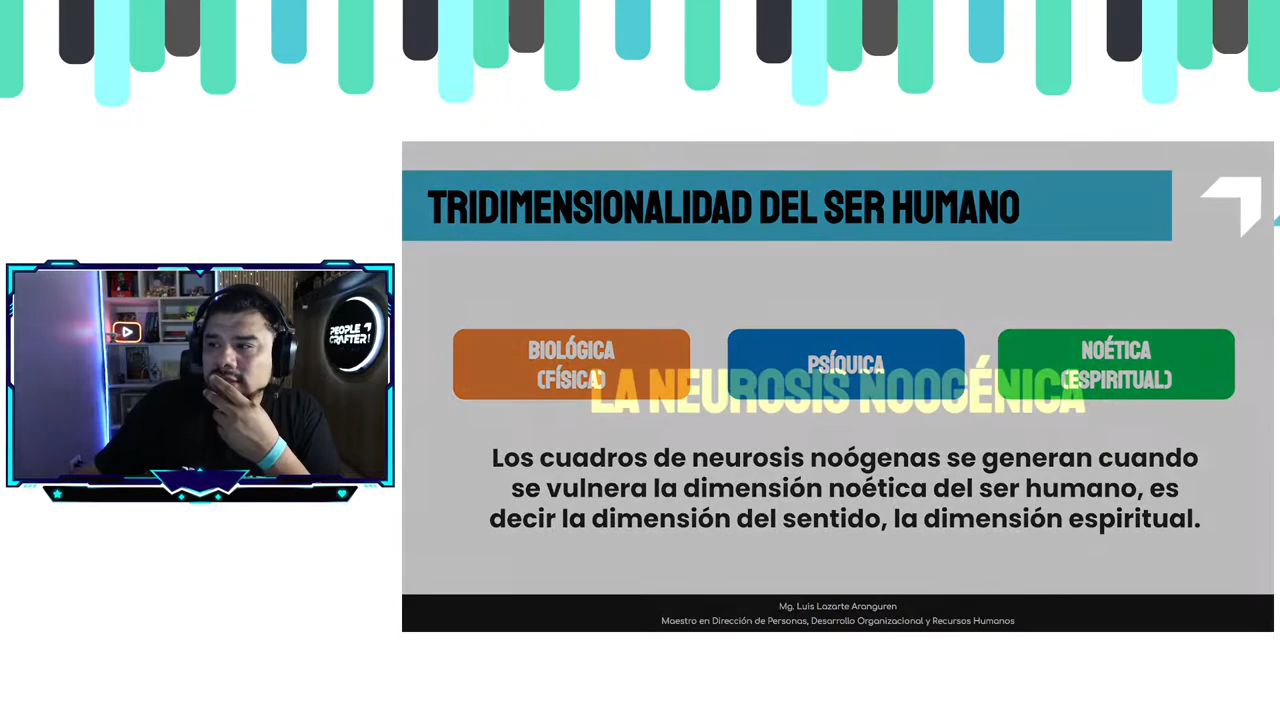 TRIDIMENSIONALIDAD DEL SER HUMANO
BIOLÓGICA
(FÍSICA)
PSÍQUICA
NOÉTICA
(ESPIRITUAL)
LA NEUROSIS NOOGÉNICA
Los cuadros de neurosis noógenas se generan cuando
se vulnera la dimensión noética del ser humano, es
decir la dimensión del sentido, la dimensión espiritual.
Mg. Luis Lazarte Aranguren
Maestro en Dirección de Personas, Desarrollo Organizacional y Recursos Humanos
PEOPLE
CRAFTER!